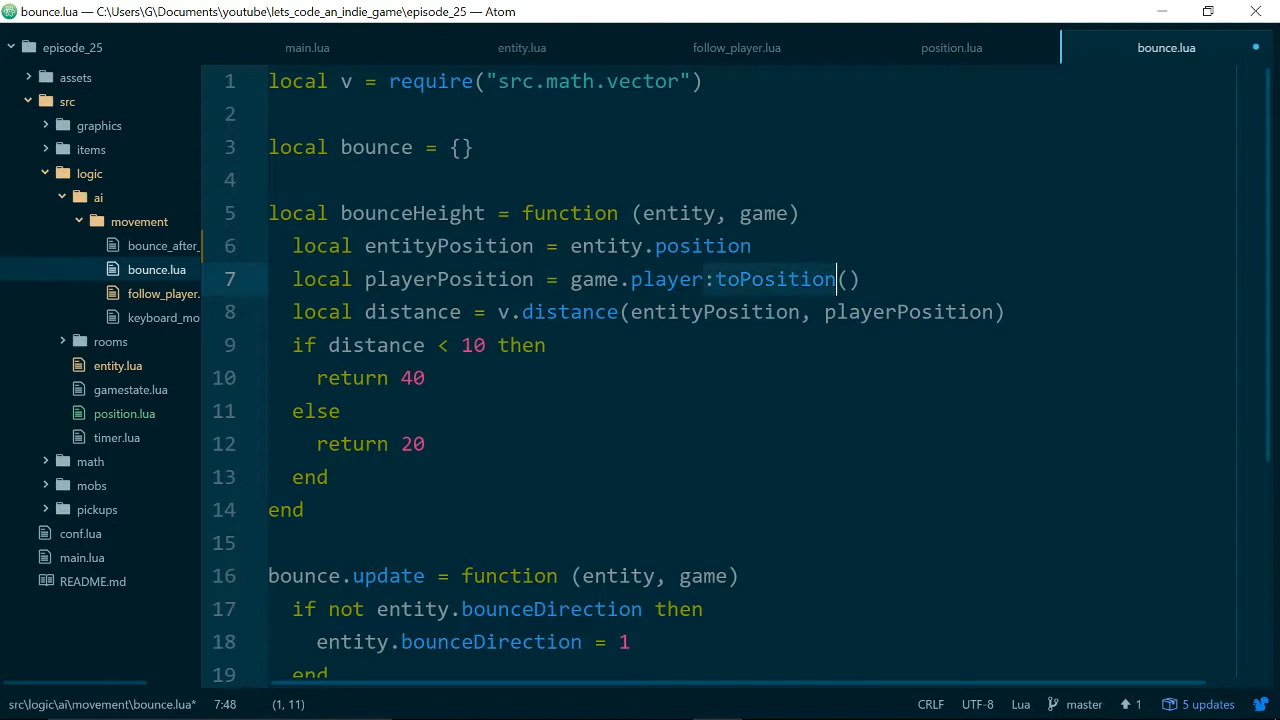 bounce.lua — C:\Users\G\Documents\youtube\lets_code_an_indie_game\episode_25 — Atom
episode_25
main.lua
entity.lua
follow_player.lua
position.lua
bounce.lua
assets
src
graphics
items
logic
ai
movement
bounce_after_
bounce.lua
follow_player.
keyboard_mo
rooms
entity.lua
gamestate.lua
position.lua
timer.lua
math
mobs
pickups
conf.lua
main.lua
README.md
1 local v = require("src.math.vector")
2
3 local bounce = {}
4
5 local bounceHeight = function (entity, game)
6 local entityPosition = entity.position
7 local playerPosition = game.player:toPosition()
8 local distance = v.distance(entityPosition, playerPosition)
9 if distance < 10 then
10 return 40
11 else
12 return 20
13 end
14 end
15
16 bounce.update = function (entity, game)
17 if not entity.bounceDirection then
18 entity.bounceDirection = 1
19 end
src\logic\ai\movement\bounce.lua* 7:48 (1, 11) CRLF UTF-8 Lua master 1 5 updates